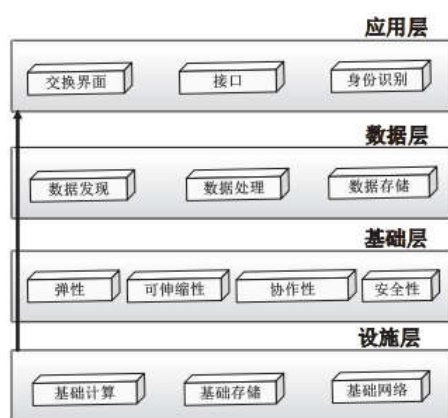 应用层
交换界面 接口 身份识别
数据层
数据发现 数据处理 数据存储
基础层
弹性 可伸缩性 协作性 安全性
设施层
基础计算 基础存储 基础网络